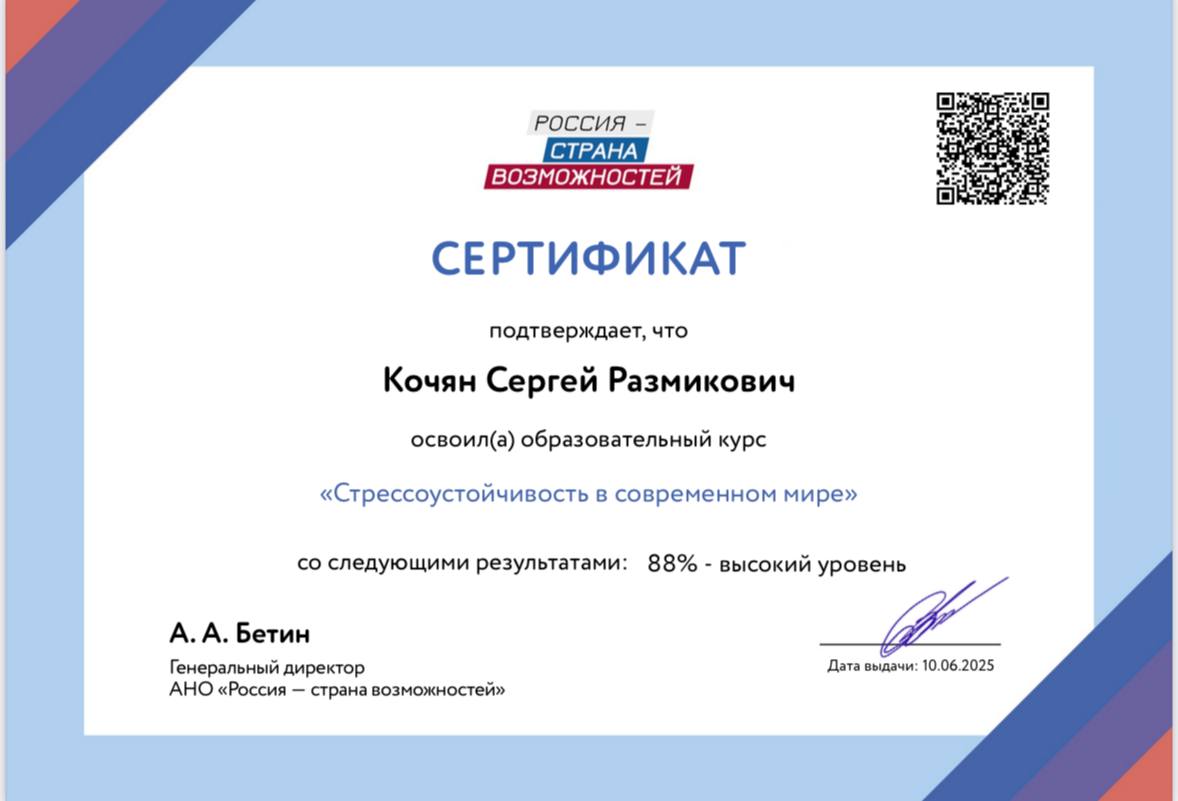 РОССИЯ –
СТРАНА
ВОЗМОЖНОСТЕЙ
СЕРТИФИКАТ
подтверждает, что
Кочян Сергей Размикович
освоил(а) образовательный курс
«Стрессоустойчивость в современном мире»
со следующими результатами: 88% - высокий уровень
А. А. Бетин
Генеральный директор
АНО «Россия — страна возможностей»
Дата выдачи: 10.06.2025